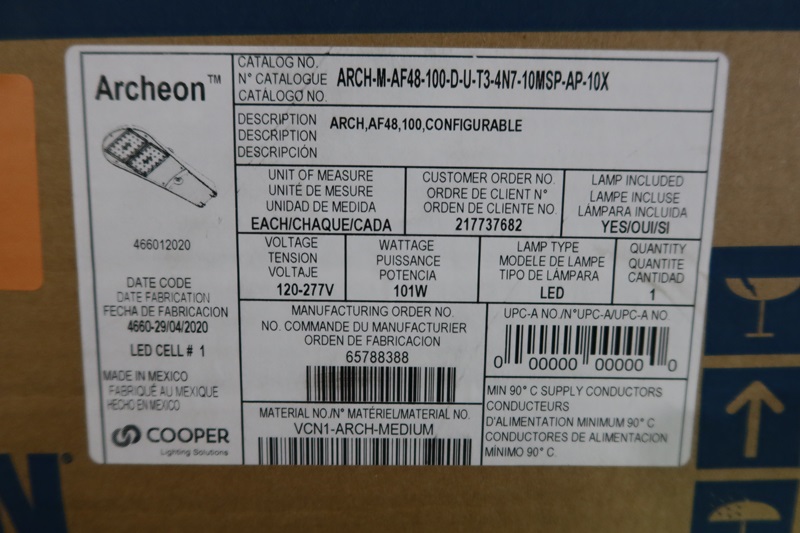 Archeon™
466012020
DATE CODE
DATE FABRICATION
FECHA DE FABRICACION
4660-29/04/2020
LED CELL # 1
MADE IN MEXICO
FABRIQUÉ AU MEXIQUE
HECHO EN MÉXICO
COOPER
Lighting Solutions
CATALOG NO.
N° CATALOGUE
CATÁLOGO NO.
ARCH-M-AF48-100-D-U-T3-4N7-10MSP-AP-10X
DESCRIPTION
DESCRIPTION
DESCRIPCIÓN
ARCH,AF48,100,CONFIGURABLE
UNIT OF MEASURE
UNITÉ DE MESURE
UNIDAD DE MEDIDA
EACH/CHAQUE/CADA
CUSTOMER ORDER NO.
ORDRE DE CLIENT N°
ORDEN DE CLIENTE NO.
217737682
LAMP INCLUDED
LAMPE INCLUSE
LÁMPARA INCLUIDA
YES/OUI/SI
VOLTAGE
TENSION
VOLTAJE
120-277V
WATTAGE
PUISSANCE
POTENCIA
101W
LAMP TYPE
MODELE DE LAMPE
TIPO DE LÁMPARA
LED
QUANTITY
QUANTITE
CANTIDAD
1
MANUFACTURING ORDER NO.
NO. COMMANDE DU MANUFACTURIER
ORDEN DE FABRICACIÓN
65788388
UPC-A NO./N°UPC-A/UPC-A NO.
0 00000 00000 0
MATERIAL NO./N° MATÉRIEL/MATERIAL NO.
VCN1-ARCH-MEDIUM
MIN 90° C SUPPLY CONDUCTORS
CONDUCTEURS
D'ALIMENTATION MINIMUM 90° C
CONDUCTORES DE ALIMENTACION
MÍNIMO 90° C.
N